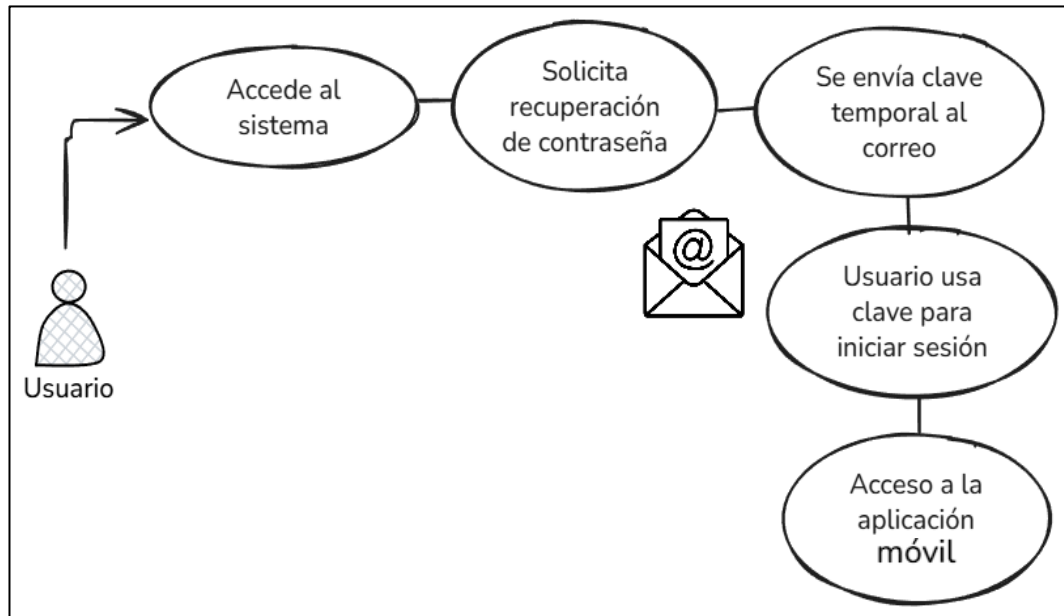 Accede al
sistema
Solicita
recuperación
de contraseña
Se envía clave
temporal al
correo
@
Usuario usa
clave para
iniciar sesión
Usuario
Acceso a la
aplicación
móvil